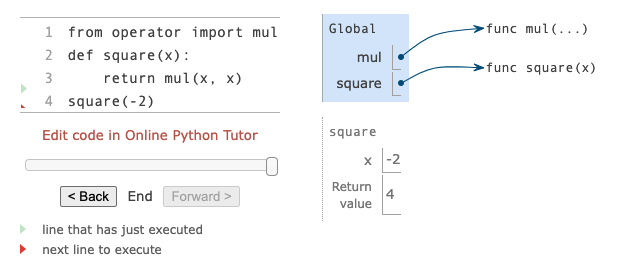 1 from operator import mul
2 def square(x):
3     return mul(x, x)
4 square(-2)
Edit code in Online Python Tutor
< Back End Forward >
line that has just executed
next line to execute
Global
mul
square
func mul(...)
func square(x)
square
x -2
Return
value 4